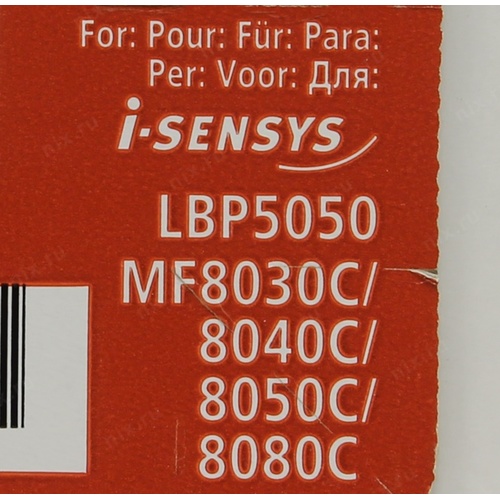 For: Pour: Für: Para:
Per: Voor: Для:
i-SENSYS
LBP5050
MF8030C/
8040C/
8050C/
8080C